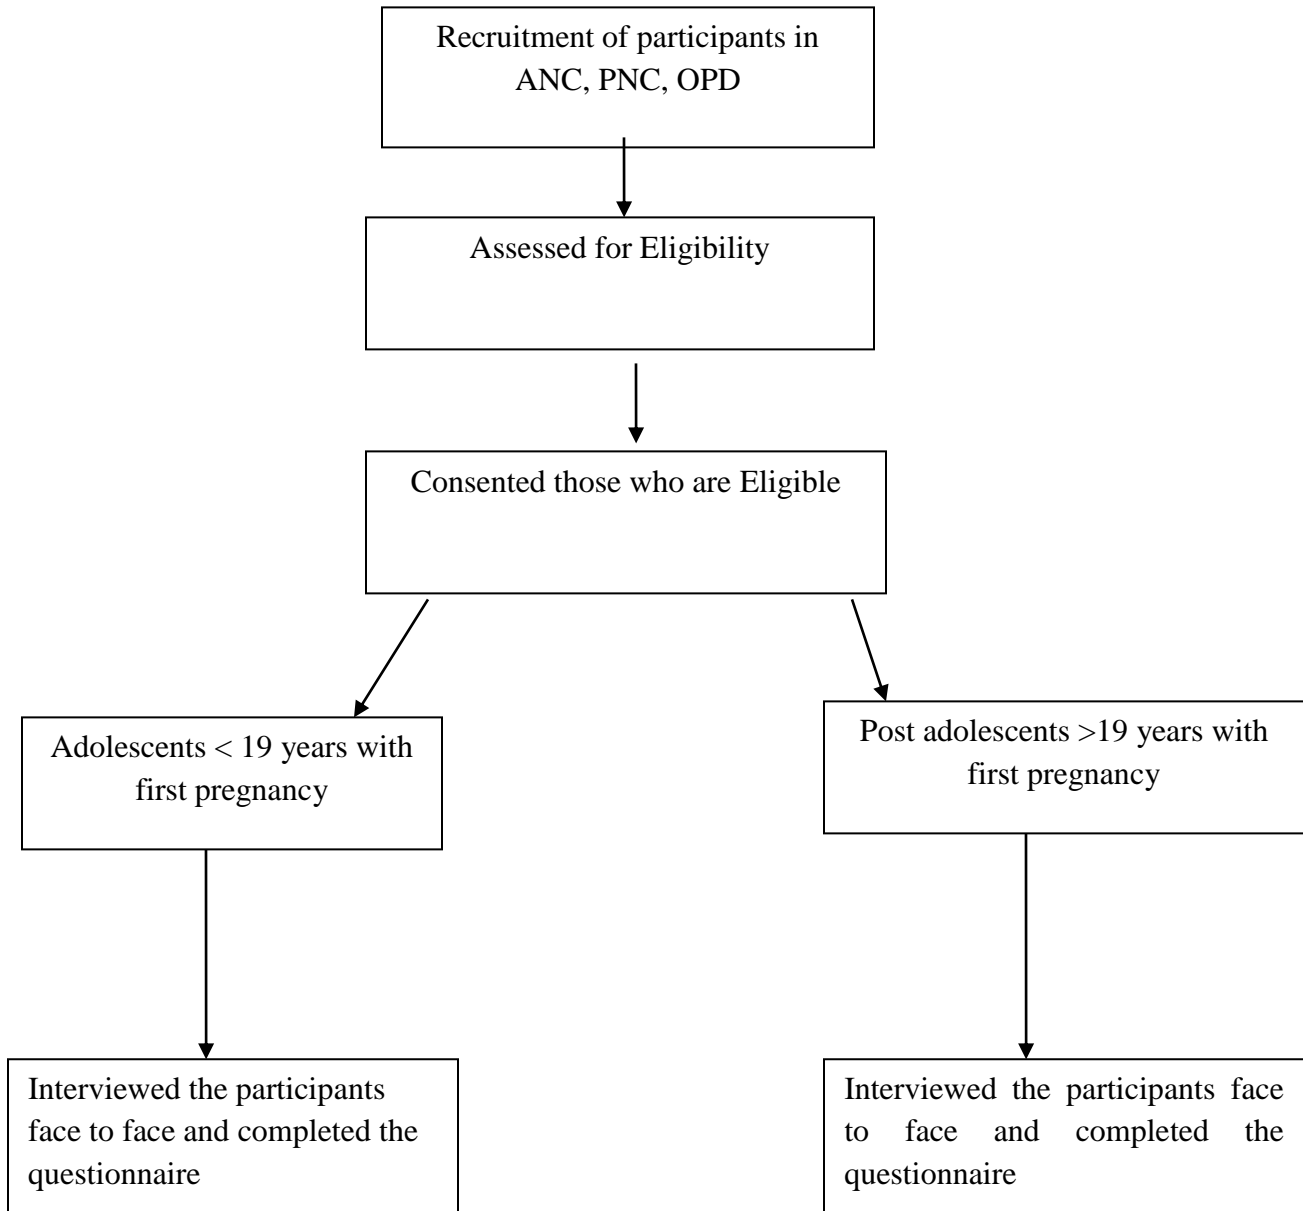 Recruitment of participants in
ANC, PNC, OPD
Assessed for Eligibility
Consented those who are Eligible
Adolescents < 19 years with
first pregnancy
Post adolescents >19 years with
first pregnancy
Interviewed the participants
face to face and completed the
questionnaire
Interviewed the participants face
to face and completed the
questionnaire